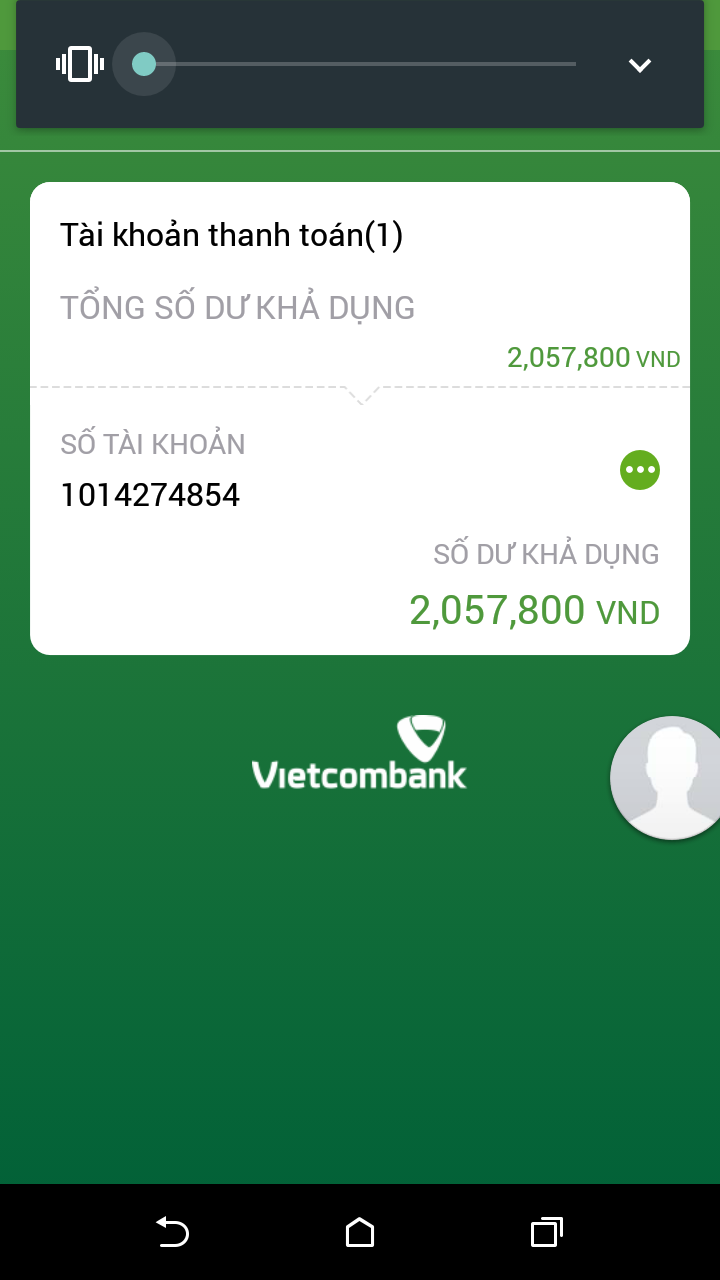 Tài khoản thanh toán(1)
TỔNG SỐ DƯ KHẢ DỤNG
2,057,800 VND
SỐ TÀI KHOẢN
1014274854
SỐ DƯ KHẢ DỤNG
2,057,800 VND
Vietcombank